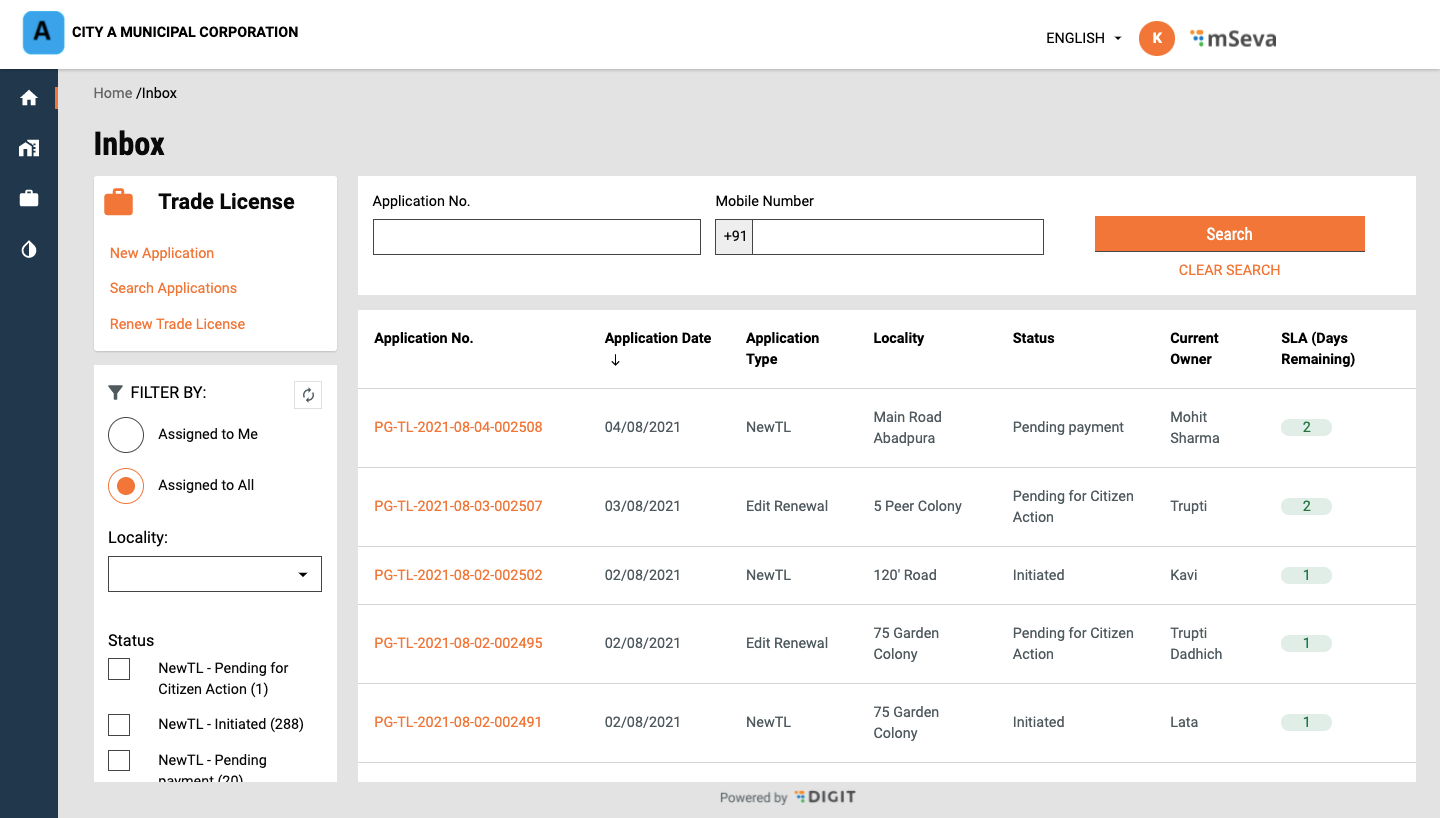 A
CITY A MUNICIPAL CORPORATION
ENGLISH
K
mSeva
Home /Inbox
Inbox
Trade License
New Application
Search Applications
Renew Trade License
FILTER BY:
Assigned to Me
Assigned to All
Locality:
Status
NewTL - Pending for
Citizen Action (1)
NewTL - Initiated (288)
NewTL - Pending
payment (20)
Application No.
Mobile Number
+91
Search
CLEAR SEARCH
Application No. Application Date Application Type Locality Status Current Owner SLA (Days Remaining)
PG-TL-2021-08-04-002508 04/08/2021 NewTL Main Road Abadpura Pending payment Mohit Sharma 2
PG-TL-2021-08-03-002507 03/08/2021 Edit Renewal 5 Peer Colony Pending for Citizen Action Trupti 2
PG-TL-2021-08-02-002502 02/08/2021 NewTL 120' Road Initiated Kavi 1
PG-TL-2021-08-02-002495 02/08/2021 Edit Renewal 75 Garden Colony Pending for Citizen Action Trupti Dadhich 1
PG-TL-2021-08-02-002491 02/08/2021 NewTL 75 Garden Colony Initiated Lata 1
Powered by DIGIT